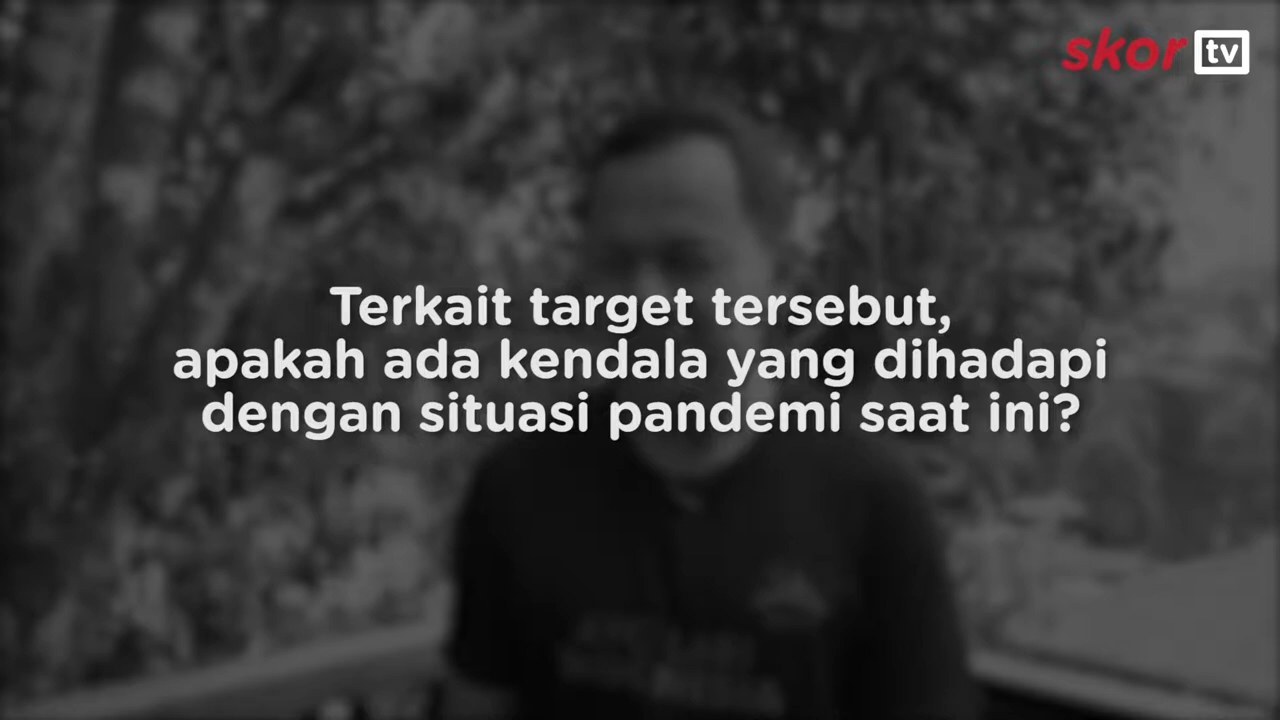 skor tv
Terkait target tersebut,
apakah ada kendala yang dihadapi
dengan situasi pandemi saat ini?